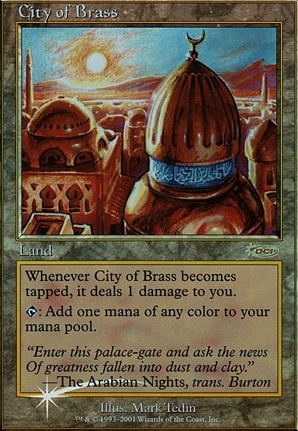 City of Brass
DCI
Land
Whenever City of Brass becomes
tapped, it deals 1 damage to you.
: Add one mana of any color to your
mana pool.
“Enter this palace-gate and ask the news
Of greatness fallen into dust and clay.”
—The Arabian Nights, trans. Burton
Illus. Mark Tedin
™ & © 1993–2001 Wizards of the Coast, Inc.